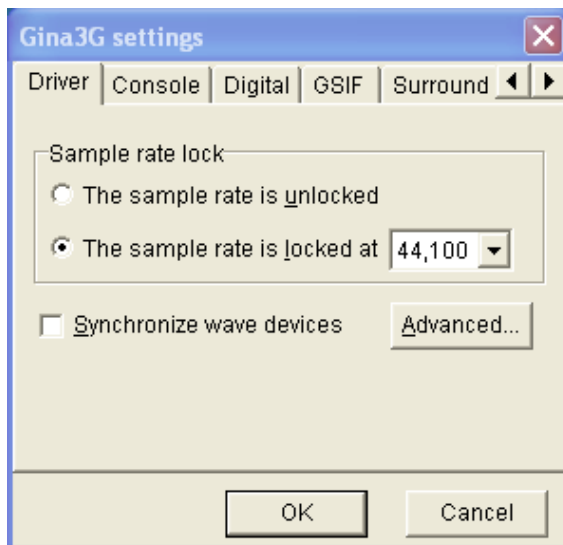 Gina3G settings
Driver Console Digital GSIF Surround
Sample rate lock
The sample rate is unlocked
The sample rate is locked at 44,100
Synchronize wave devices Advanced...
OK Cancel